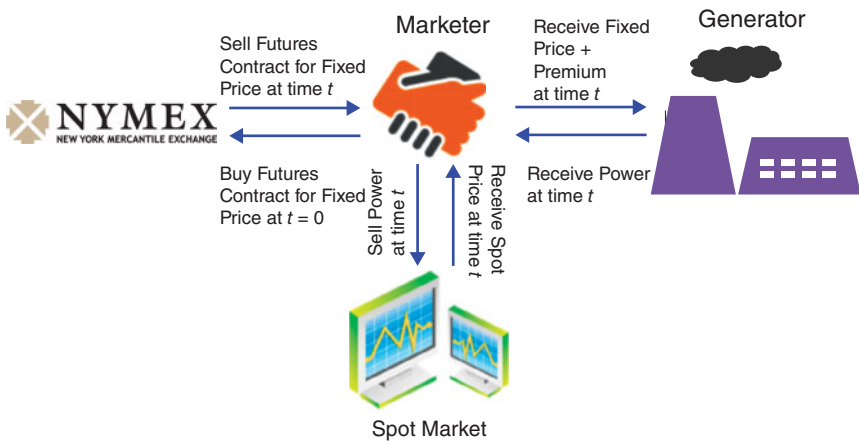 Marketer
Generator
Sell Futures
Contract for Fixed
Price at time t
Receive Fixed
Price +
Premium
at time t
NYMEX
NEW YORK MERCANTILE EXCHANGE
Buy Futures
Contract for Fixed
Price at t = 0
Sell Power
at time t
Receive Spot
Price at time t
Receive Power
at time t
Spot Market